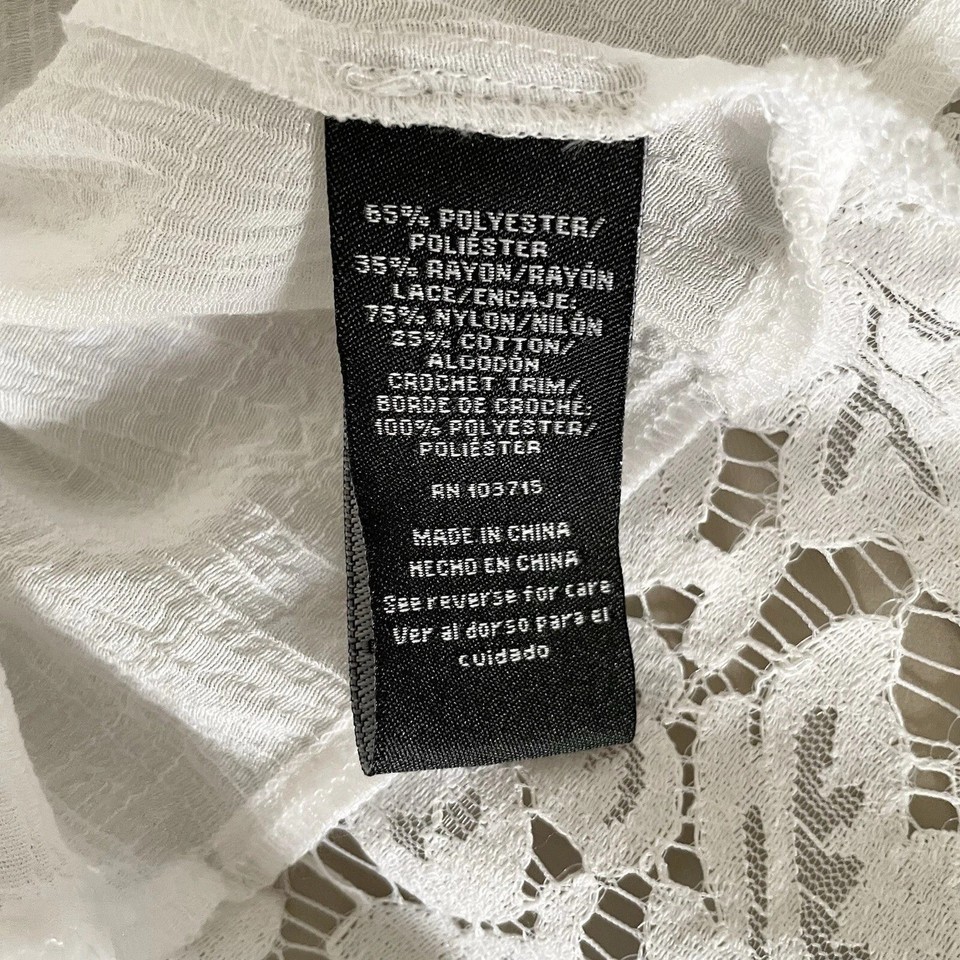 65% POLYESTER/
POLIÉSTER
35% RAYON/RAYÓN
LACE/ENCAJE:
75% NYLON/NILÓN
25% COTTON/
ALGODÓN
CROCHET TRIM/
BORDE DE CROCHÉ:
100% POLYESTER/
POLIÉSTER
RN 103715
MADE IN CHINA
HECHO EN CHINA
See reverse for care
Ver al dorso para el
cuidado